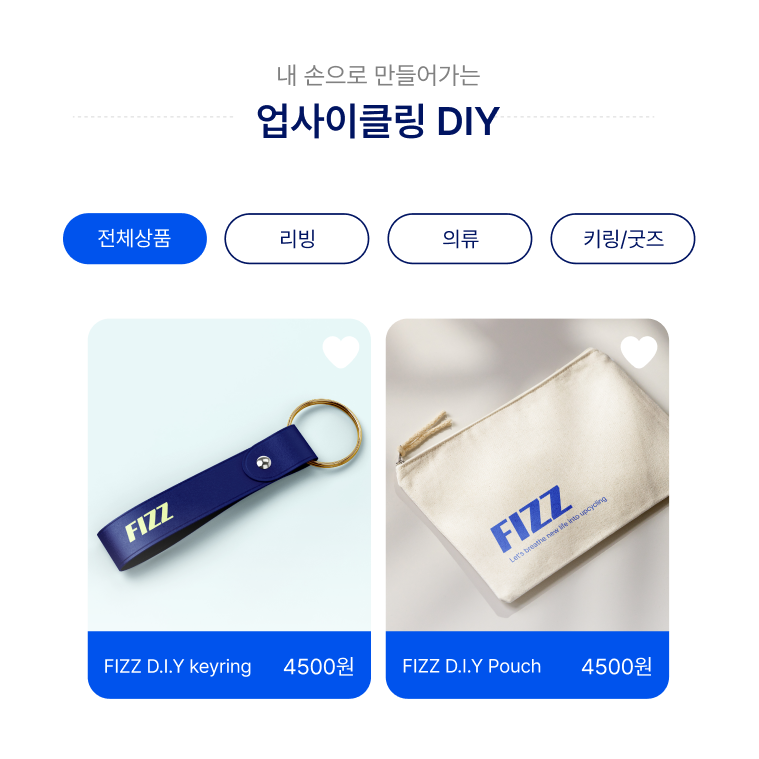 내 손으로 만들어가는
업사이클링 DIY
전체상품
리빙
의류
키링/굿즈
FIZZ
FIZZ
Let's breathe new life into upcycling
FIZZ D.I.Y keyring
4500원
FIZZ D.I.Y Pouch
4500원